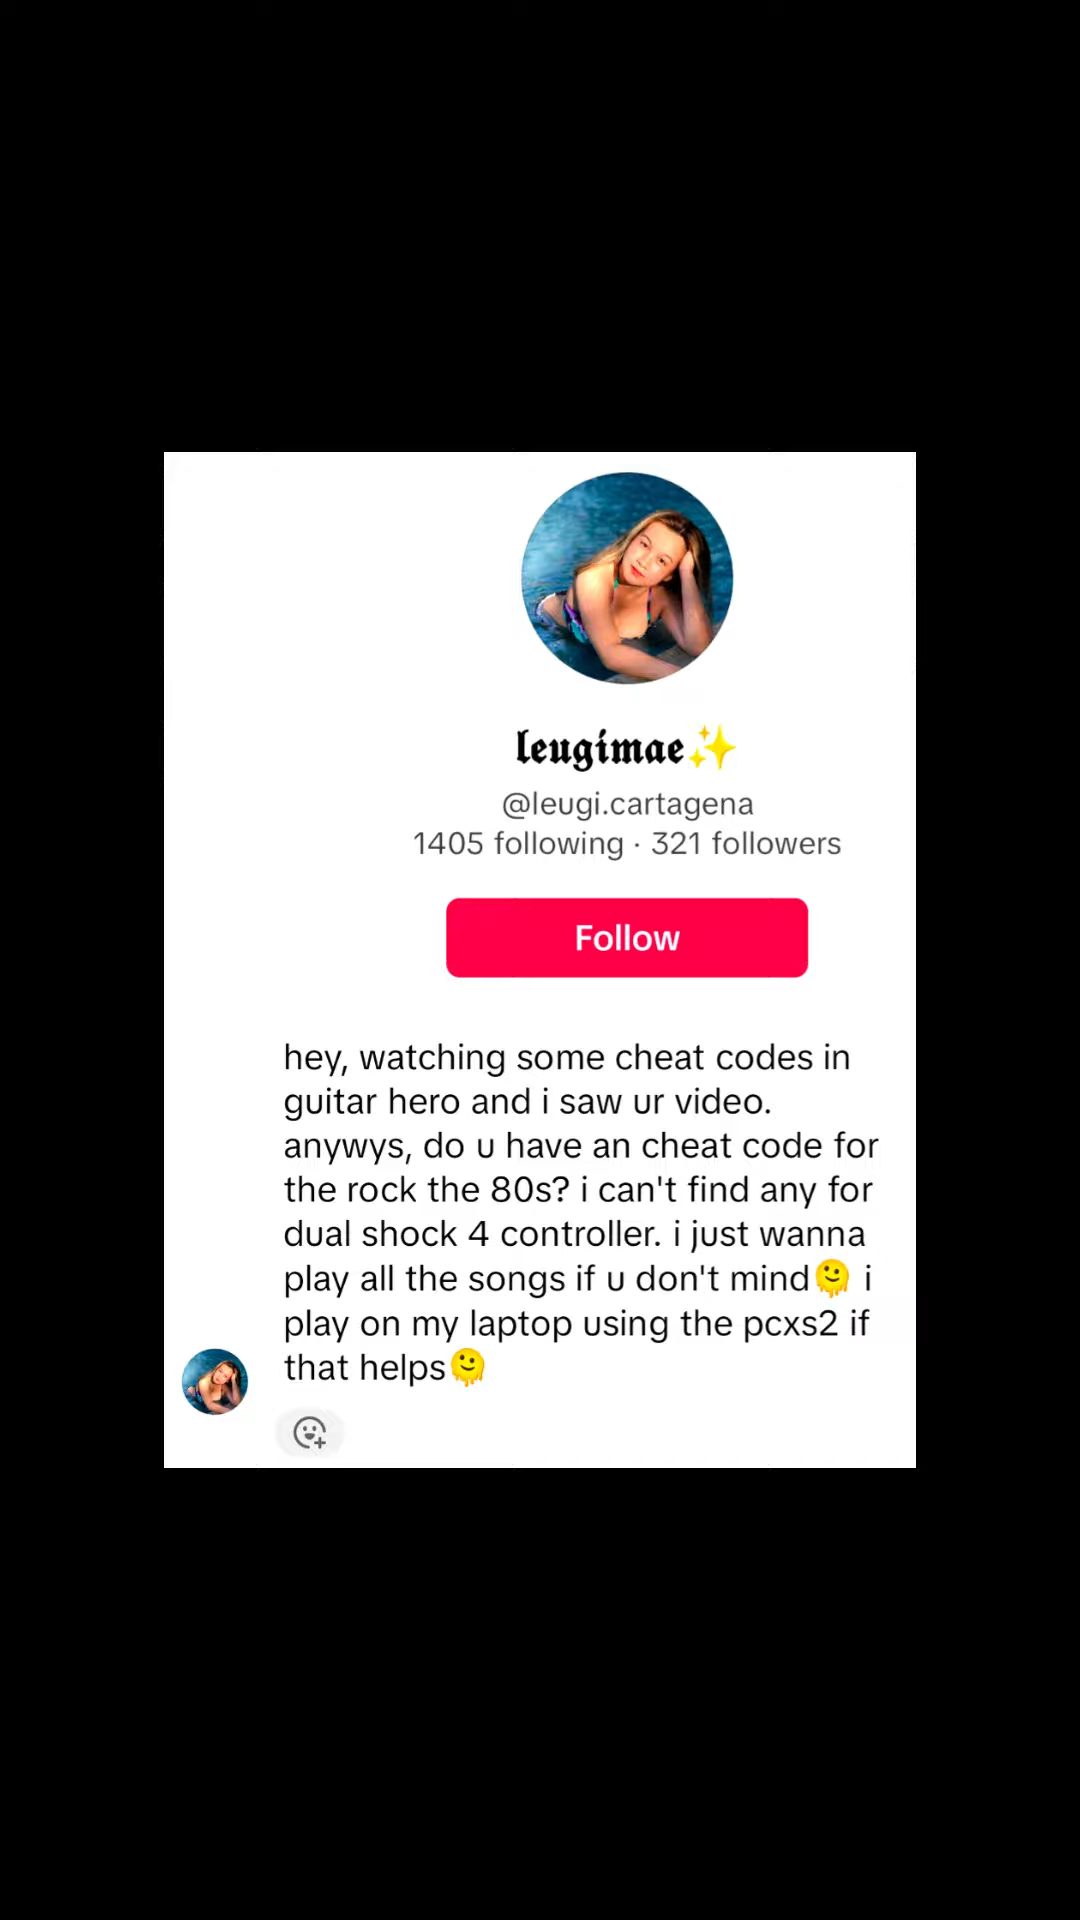 𝖑𝖊𝖚𝖌𝖎𝖒𝖆𝖊✨
@leugi.cartagena
1405 following · 321 followers
Follow
hey, watching some cheat codes in
guitar hero and i saw ur video.
anywys, do u have an cheat code for
the rock the 80s? i can't find any for
dual shock 4 controller. i just wanna
play all the songs if u don't mind🫠 i
play on my laptop using the pcxs2 if
that helps🫠